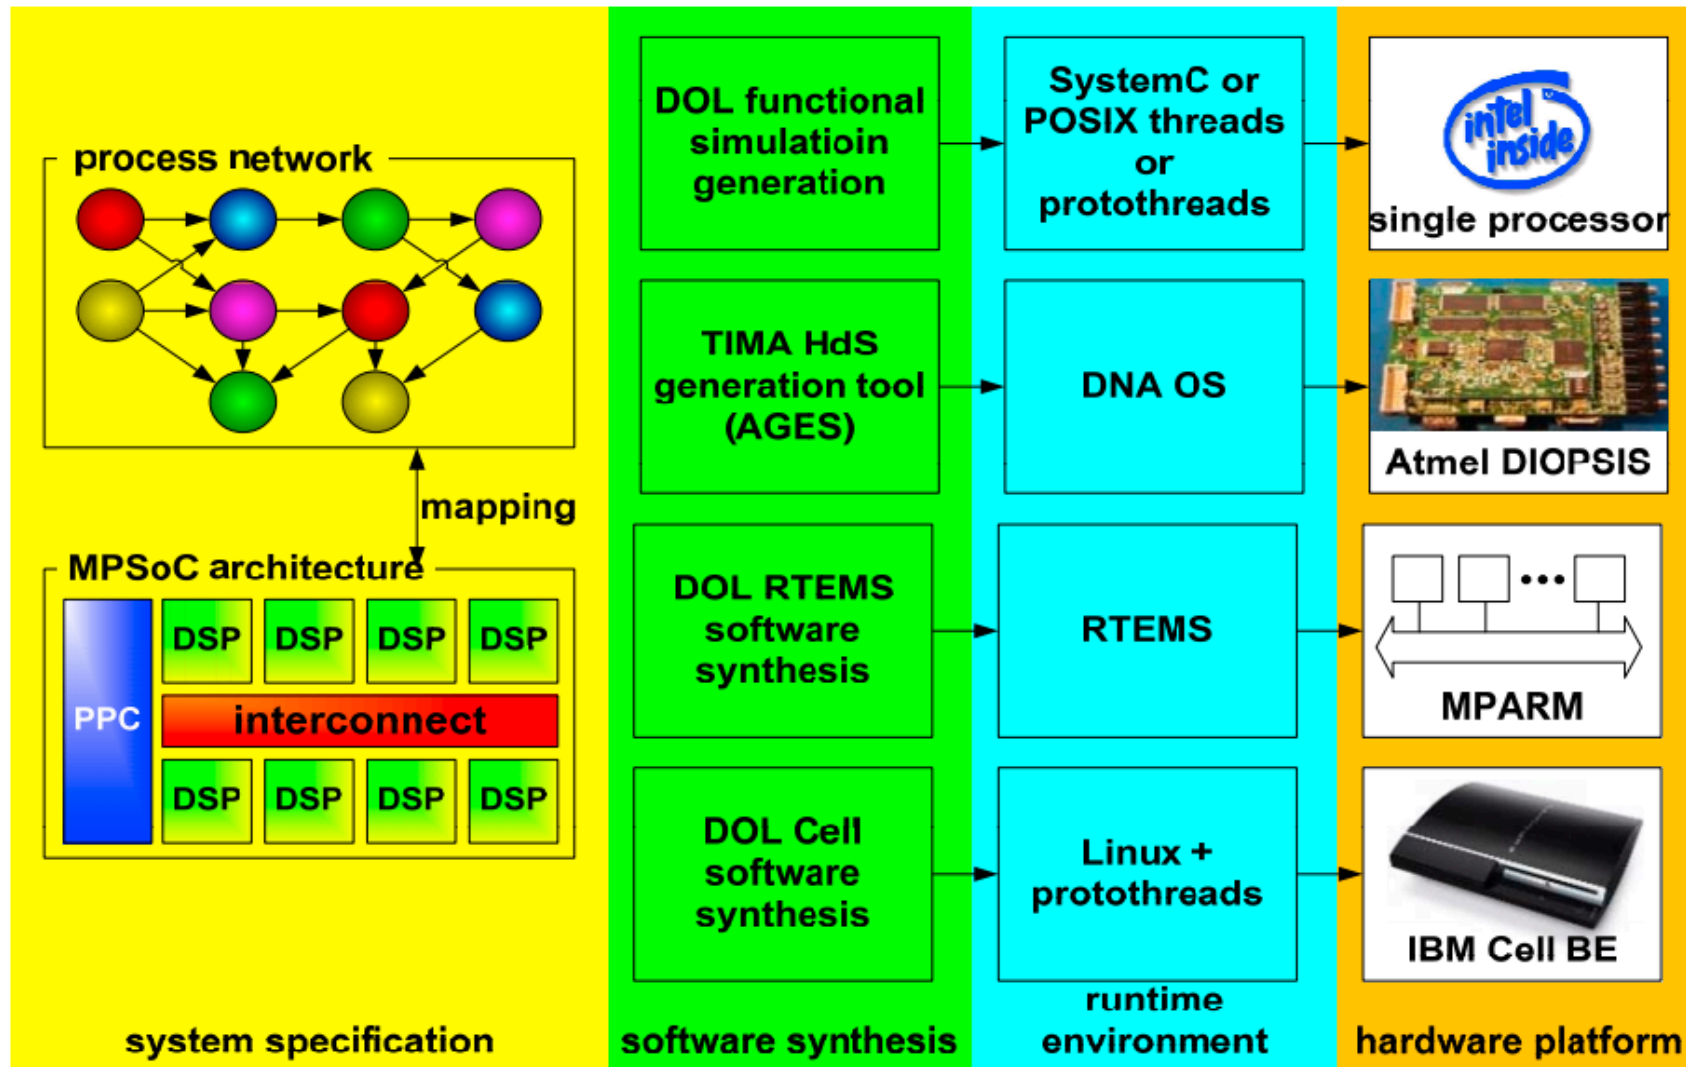 process network
mapping
MPSoC architecture
DSP
DSP
DSP
DSP
PPC
interconnect
DSP
DSP
DSP
DSP
system specification
DOL functional
simulatioin
generation
TIMA HdS
generation tool
(AGES)
DOL RTEMS
software
synthesis
DOL Cell
software
synthesis
software synthesis
SystemC or
POSIX threads
or
protothreads
DNA OS
RTEMS
Linux +
protothreads
runtime
environment
intel
inside
single processor
Atmel DIOPSIS
MPARM
IBM Cell BE
hardware platform